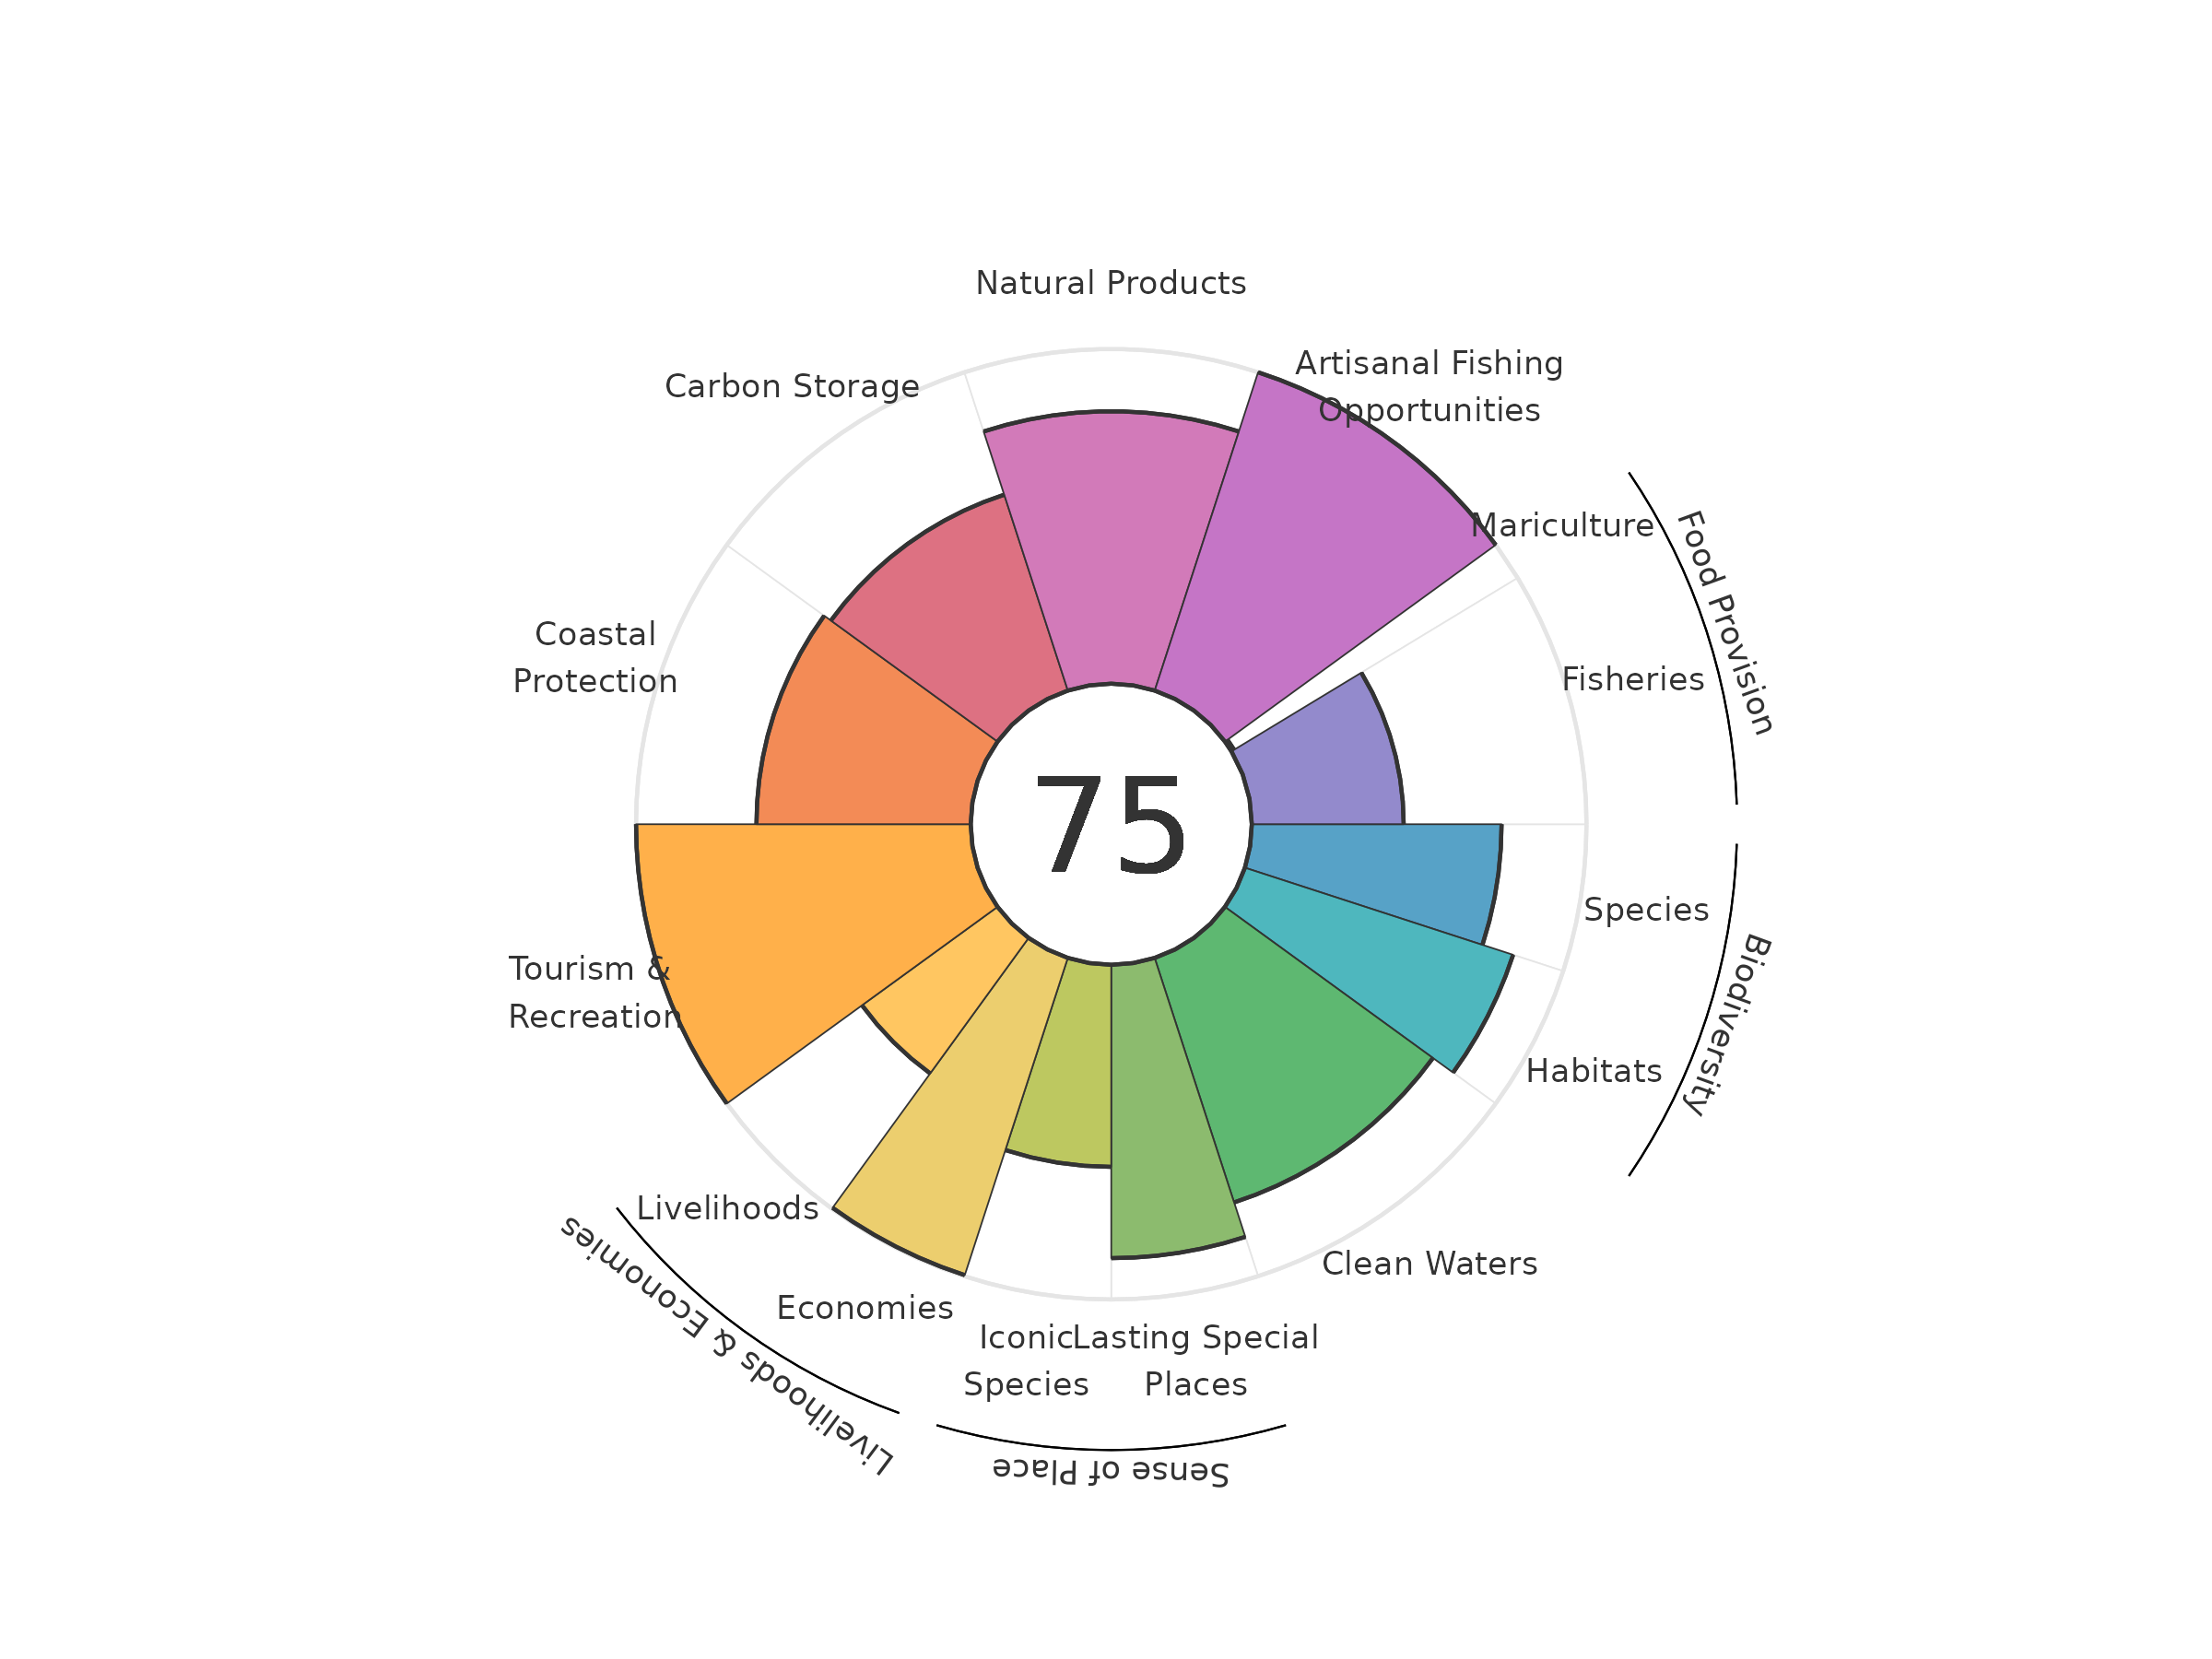 Natural Products
Artisanal Fishing
Opportunities
Carbon Storage
Mariculture
Food Provision
Coastal
Protection
Fisheries
75
Species
Tourism &
Recreation
Biodiversity
Habitats
Livelihoods
Clean Waters
Livelihoods & Economies
Economies
Iconic
Species
Lasting Special
Places
Sense of Place